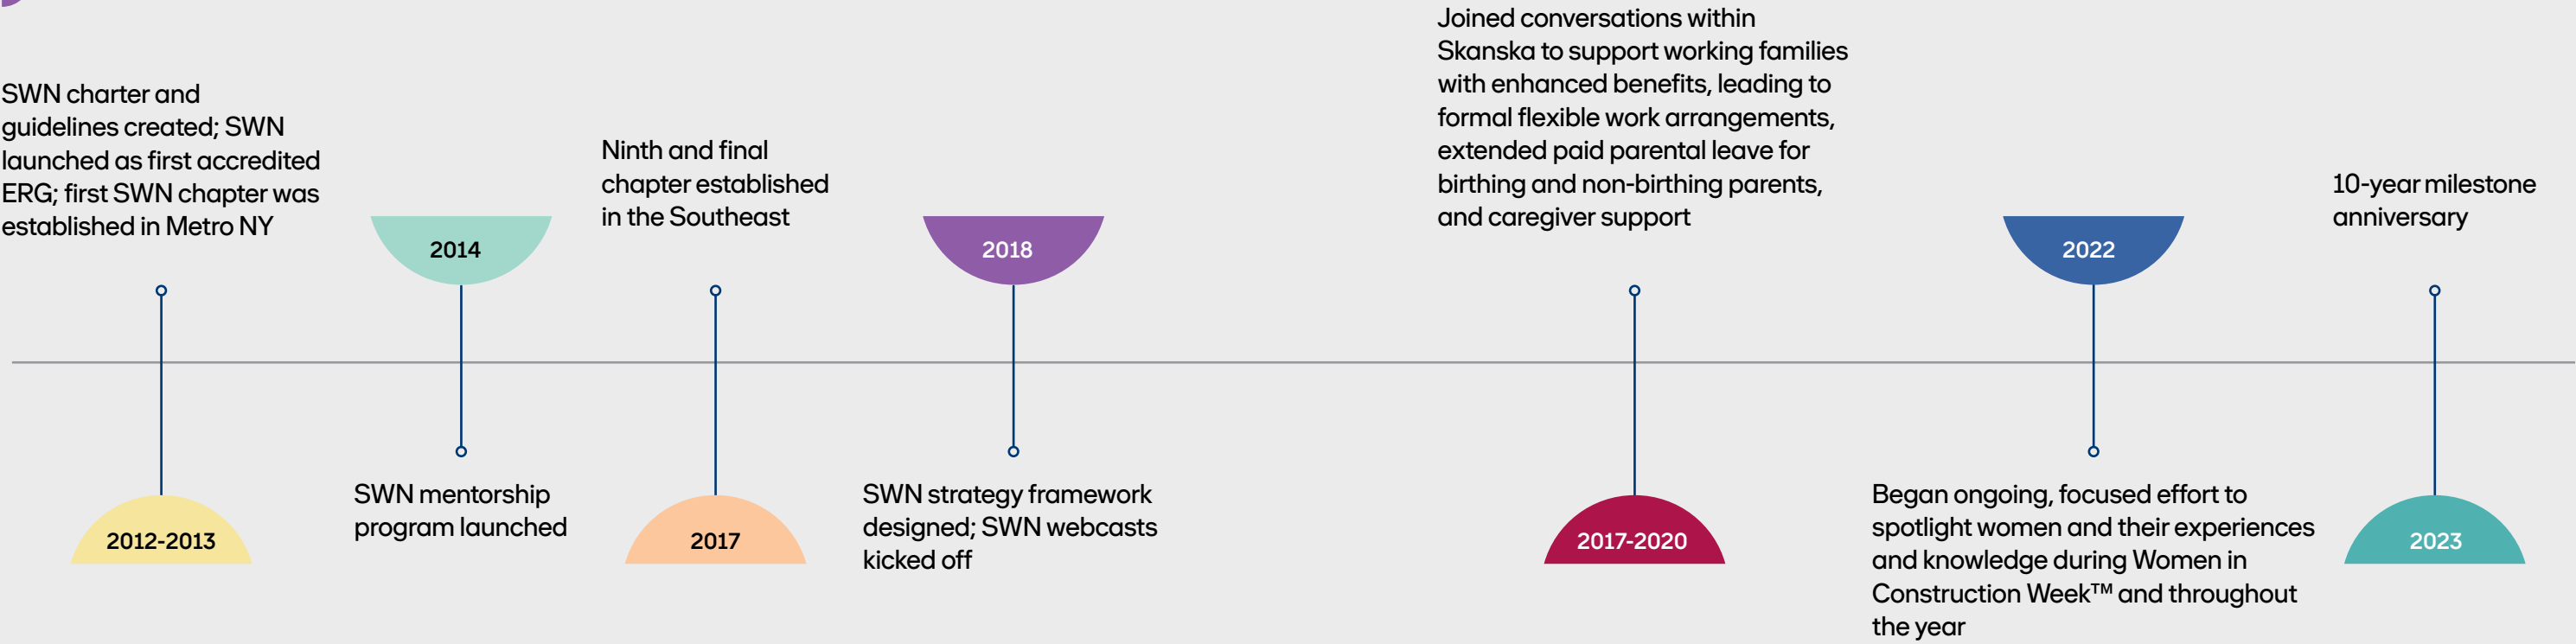 SWN charter and
guidelines created; SWN
launched as first accredited
ERG; first SWN chapter was
established in Metro NY
2012-2013
2014
SWN mentorship
program launched
Ninth and final
chapter established
in the Southeast
2017
2018
SWN strategy framework
designed; SWN webcasts
kicked off
Joined conversations within
Skanska to support working families
with enhanced benefits, leading to
formal flexible work arrangements,
extended paid parental leave for
birthing and non-birthing parents,
and caregiver support
2017-2020
2022
Began ongoing, focused effort to
spotlight women and their experiences
and knowledge during Women in
Construction Week™ and throughout
the year
10-year milestone
anniversary
2023